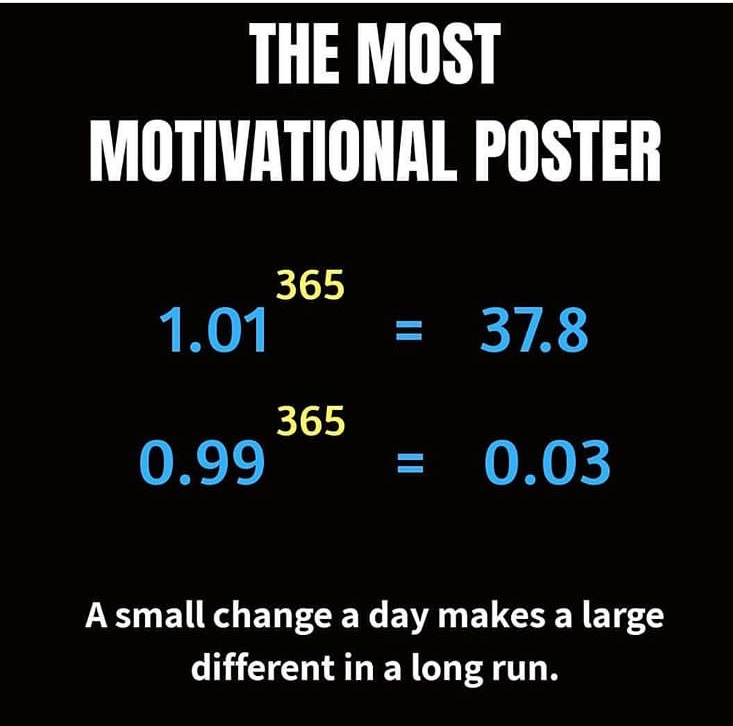 THE MOST
MOTIVATIONAL POSTER
1.01^365 = 37.8
0.99^365 = 0.03
A small change a day makes a large
different in a long run.